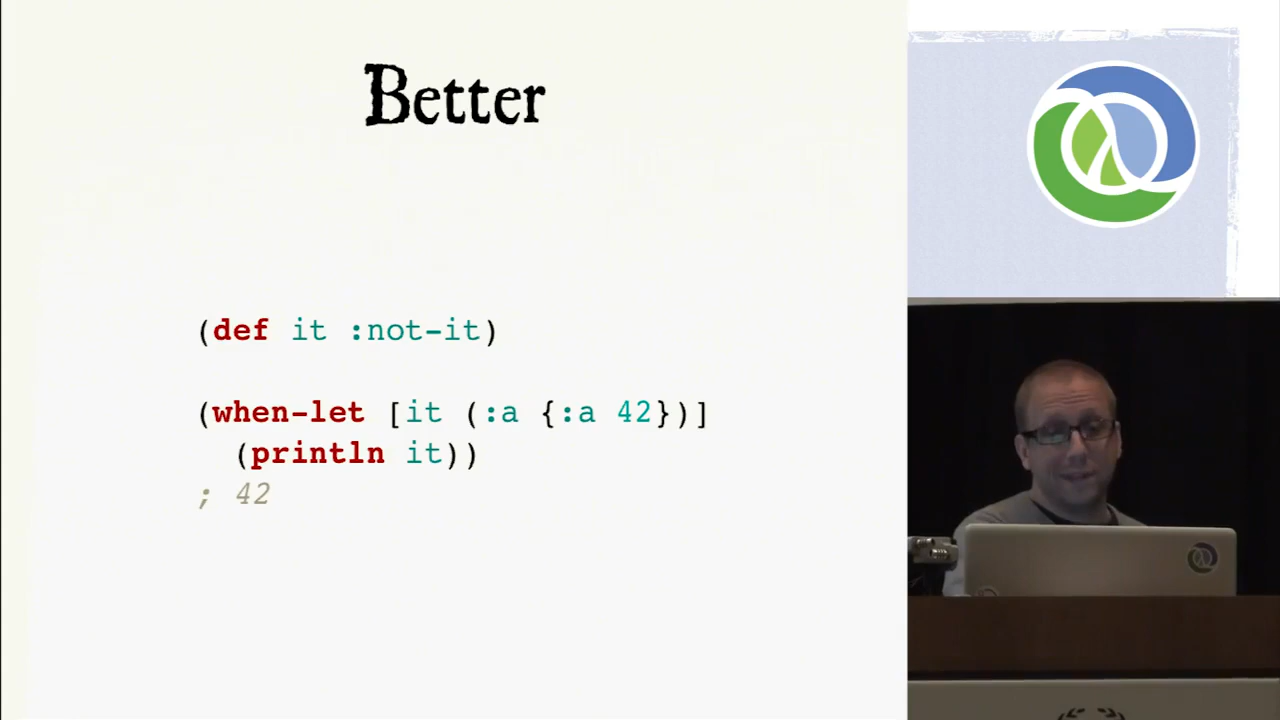 Better
(def it :not-it)
(when-let [it (:a {:a 42})]
  (println it))
; 42